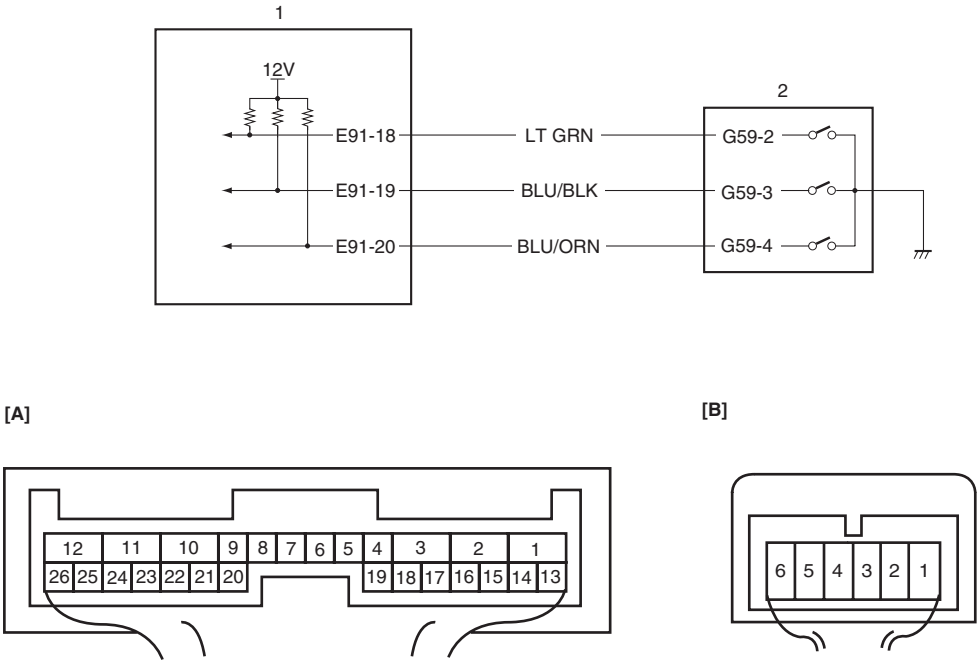 1
12V
2
E91-18 LT GRN G59-2
E91-19 BLU/BLK G59-3
E91-20 BLU/ORN G59-4
[A] [B]
12 11 10 9 8 7 6 5 4 3 2 1
26 25 24 23 22 21 20 19 18 17 16 15 14 13
6 5 4 3 2 1